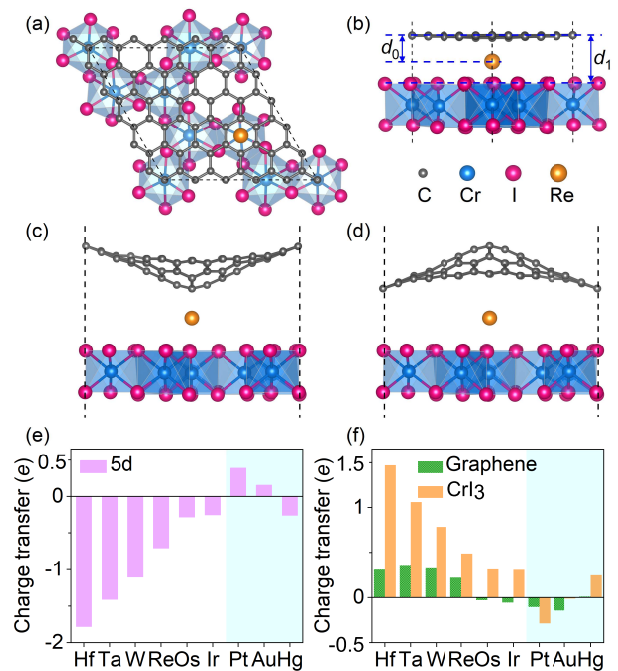 (a)
(b)
d0
d1
C Cr I Re
(c)
(d)
(e)
(f)
Charge transfer (e)
0.5
0
-1
-2
5d
Hf Ta W Re Os Ir Pt Au Hg
Charge transfer (e)
1.5
1
0
-0.5
Graphene
CrI3
Hf Ta W Re Os Ir Pt Au Hg